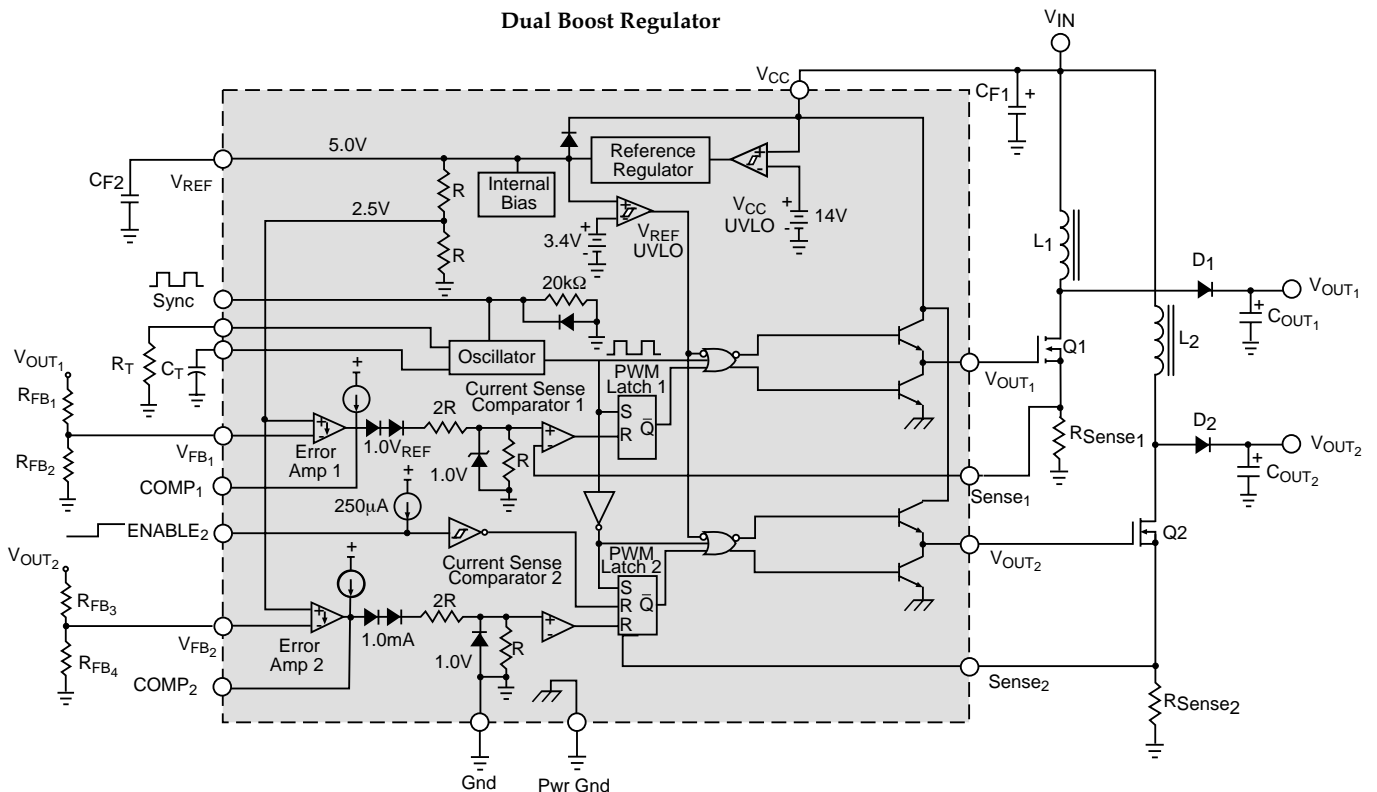 Dual Boost Regulator
VIN
VCC
CF1
+
5.0V
Reference
Regulator
+
-
CF2
VREF
Internal
Bias
R
VCC
UVLO
+
-
14V
2.5V
3.4V
+
-
VREF
UVLO
R
L1
D1
VOUT1
Sync
20kΩ
+
COUT1
L2
RT
CT
Oscillator
Q1
VOUT1
VOUT1
RFB1
+
Current Sense
Comparator 1
PWM
Latch 1
2R
S
R
Q̄
+
-
Error
Amp 1
1.0VREF
+
-
RSense1
D2
VOUT2
VFB1
RFB2
1.0V
R
+
COUT2
COMP1
+
Sense1
250µA
ENABLE2
Q2
VOUT2
VOUT2
+
Current Sense
Comparator 2
PWM
Latch 2
S
R
R
Q̄
RFB3
2R
+
-
+
-
VFB2
Error
Amp 2
1.0mA
1.0V
R
RFB4
COMP2
Sense2
RSense2
Gnd
Pwr Gnd